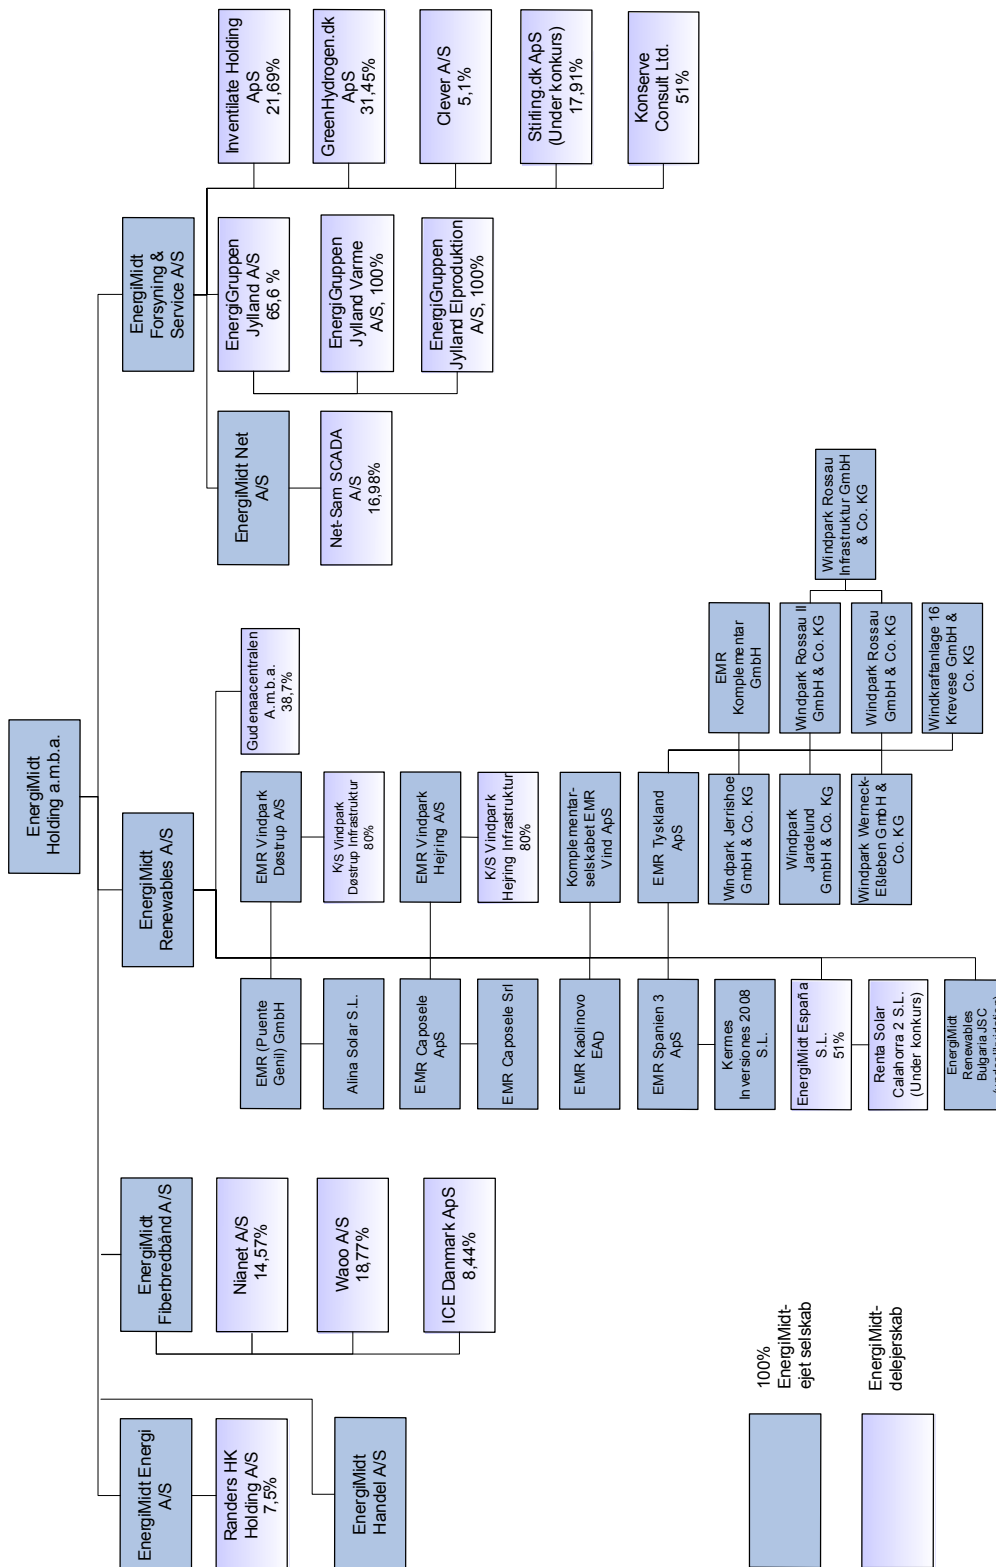 EnergiMidt
Holding a.m.b.a.
EnergiMidt Energi
A/S
Randers HK
Holding A/S
7,5%
EnergiMidt
Handel A/S
EnergiMidt
Fiberbredbånd A/S
Nianet A/S
14,57%
Waoo A/S
18,77%
ICE Danmark ApS
8,44%
EnergiMidt
Renewables A/S
EMR (Puente
Genil) GmbH
Alina Solar S.L.
EMR Caposele
ApS
EMR Caposele Srl
EMR Kaolinovo
EAD
EMR Spanien 3
ApS
Kermes
Inversiones 2008
S.L.
EnergiMidt España
S.L.
51%
Renta Solar
Calahorra 2 S.L.
(Under konkurs)
EnergiMidt
Renewables
Bulgaria JSC
Gudenaacentralen
A.m.b.a.
38,7%
EMR Vindpark
Døstrup A/S
K/S Vindpark
Døstrup Infrastruktur
80%
EMR Vindpark
Hejring A/S
K/S Vindpark
Hejring Infrastruktur
80%
Komplementar-
selskabet EMR
Vind ApS
EMR Tyskland
ApS
Windpark Jerrishoe
GmbH & Co. KG
Windpark
Jardelund
GmbH & Co. KG
Windpark Werneck-
Eßleben GmbH &
Co. KG
EMR
Komplementar
GmbH
Windpark Rossau II
GmbH & Co. KG
Windpark Rossau
GmbH & Co. KG
Windkraftanlage 16
Krevese GmbH &
Co. KG
Windpark Rossau
Infrastruktur GmbH
& Co. KG
EnergiMidt
Forsyning &
Service A/S
EnergiMidt Net
A/S
Net-Sam SCADA
A/S
16,98%
EnergiGruppen
Jylland A/S
65,6 %
EnergiGruppen
Jylland Varme
A/S, 100%
EnergiGruppen
Jylland Elproduktion
A/S, 100%
Inventilate Holding
ApS
21,69%
GreenHydrogen.dk
ApS
31,45%
Clever A/S
5,1%
Stirling.dk ApS
(Under konkurs)
17,91%
Konserve
Consult Ltd.
51%
100%
EnergiMidt-
ejet selskab
EnergiMidt-
delejerskab